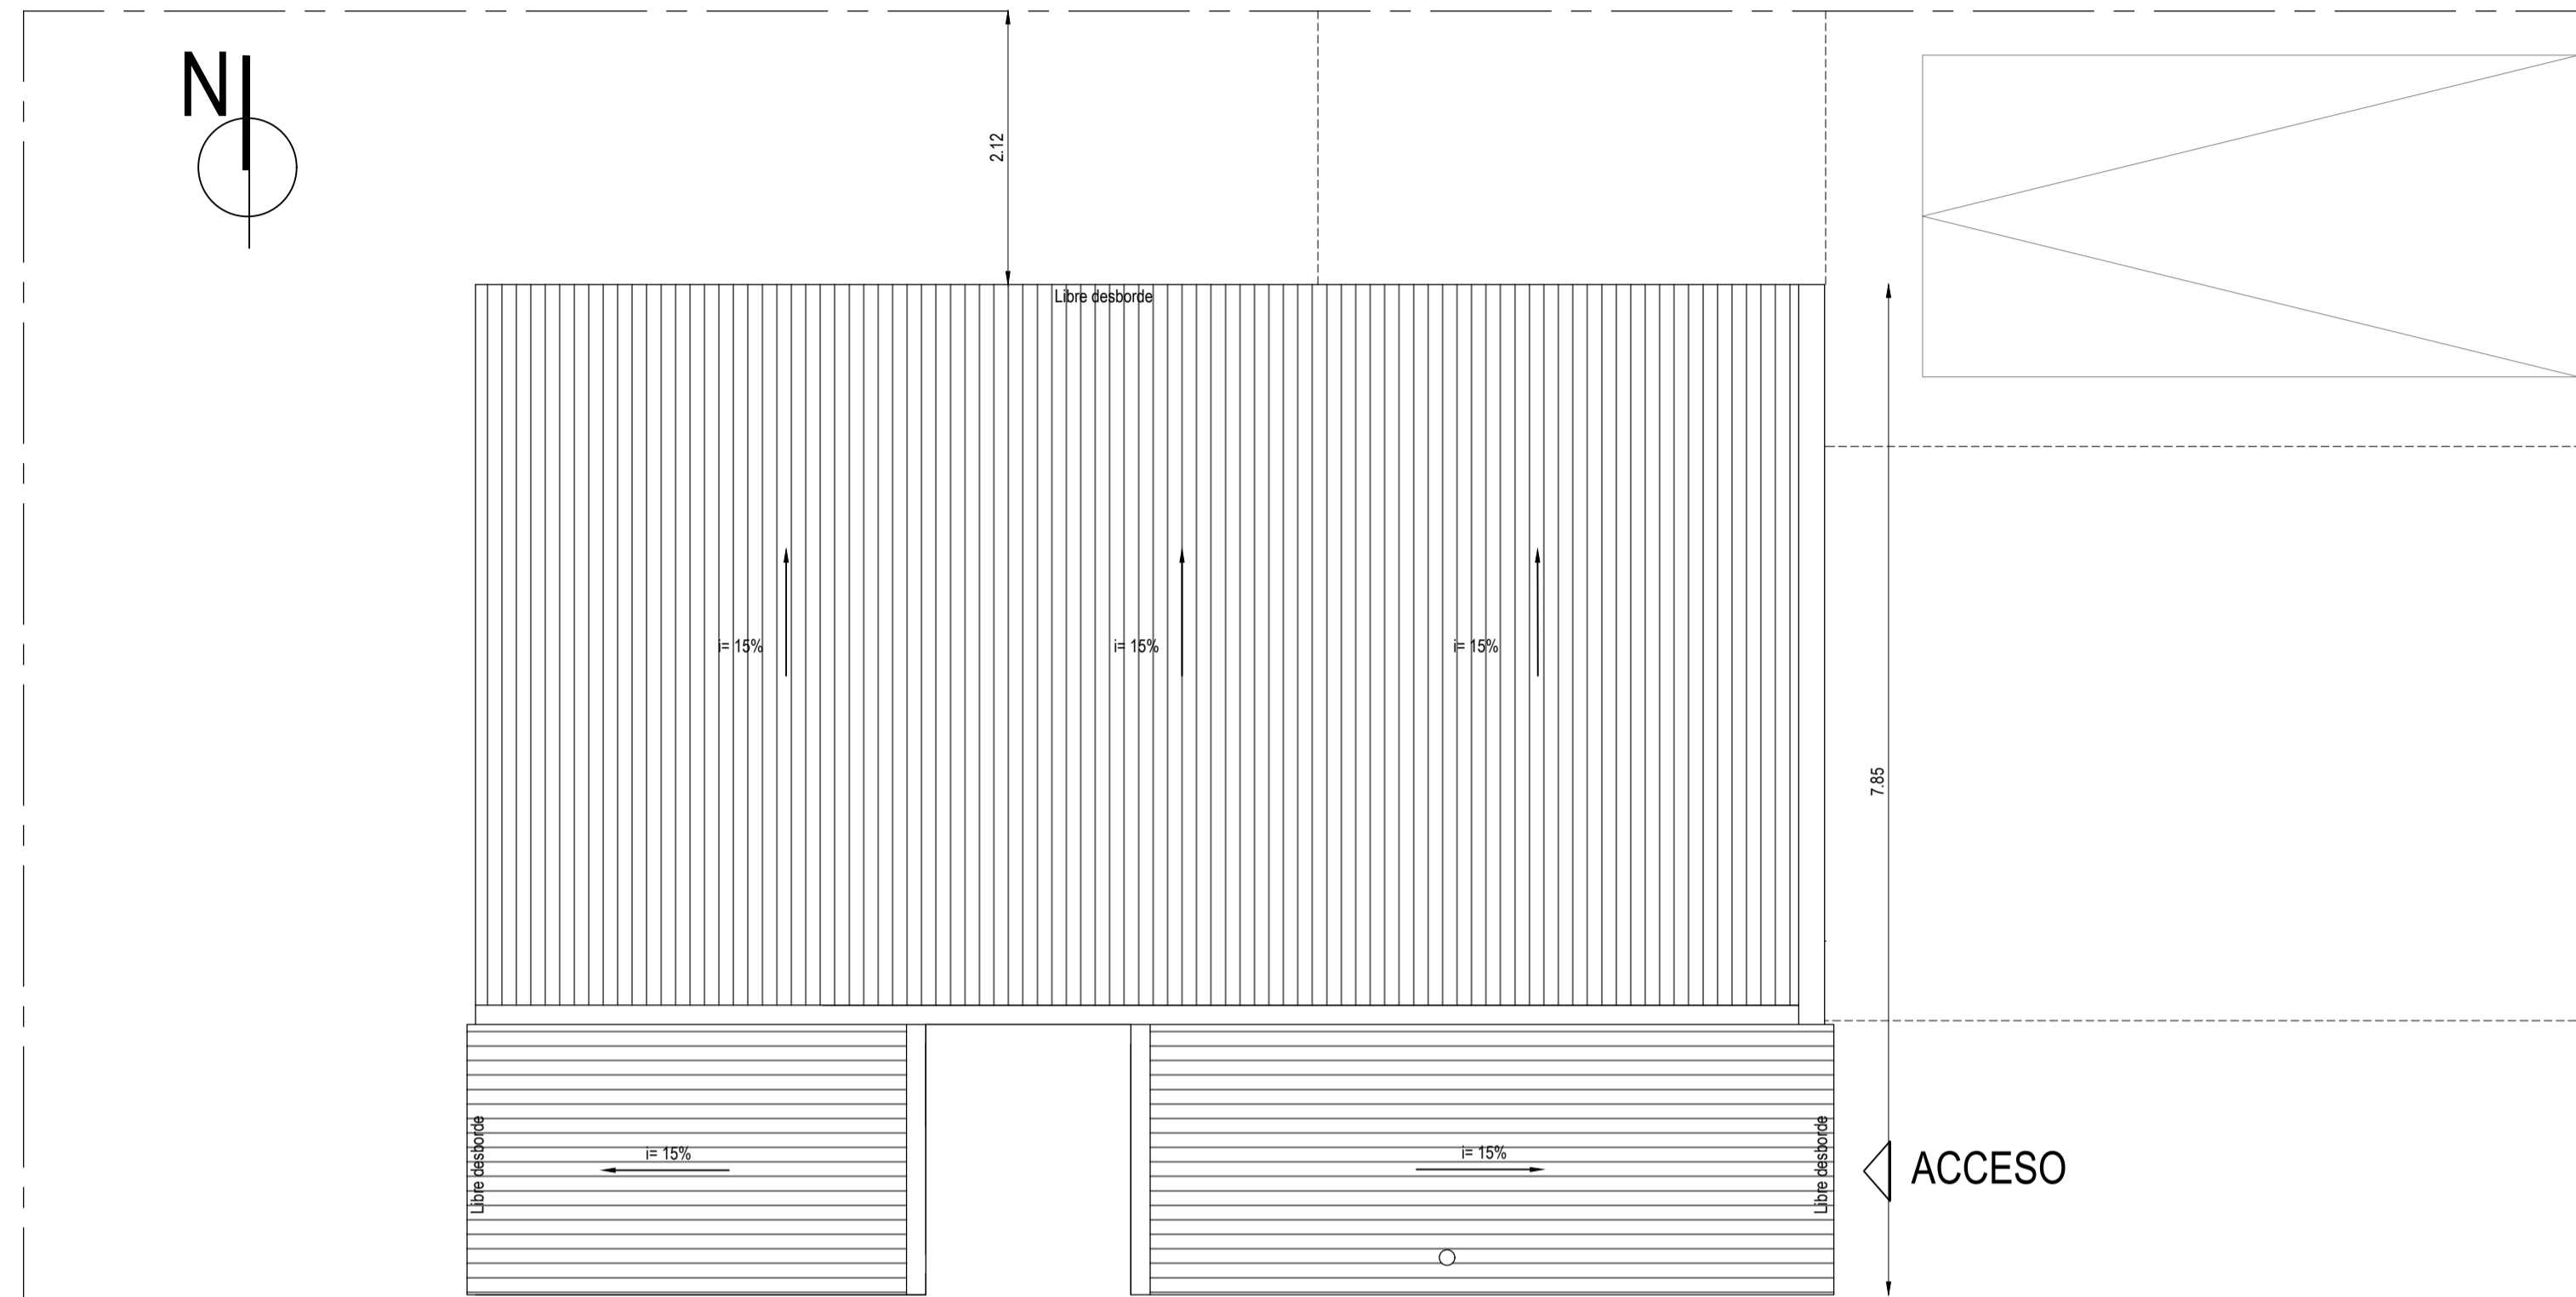 N
2.12
Libre desborde
i= 15%
i= 15%
i= 15%
7.85
Libre desborde
i= 15%
i= 15%
Libre desborde
ACCESO